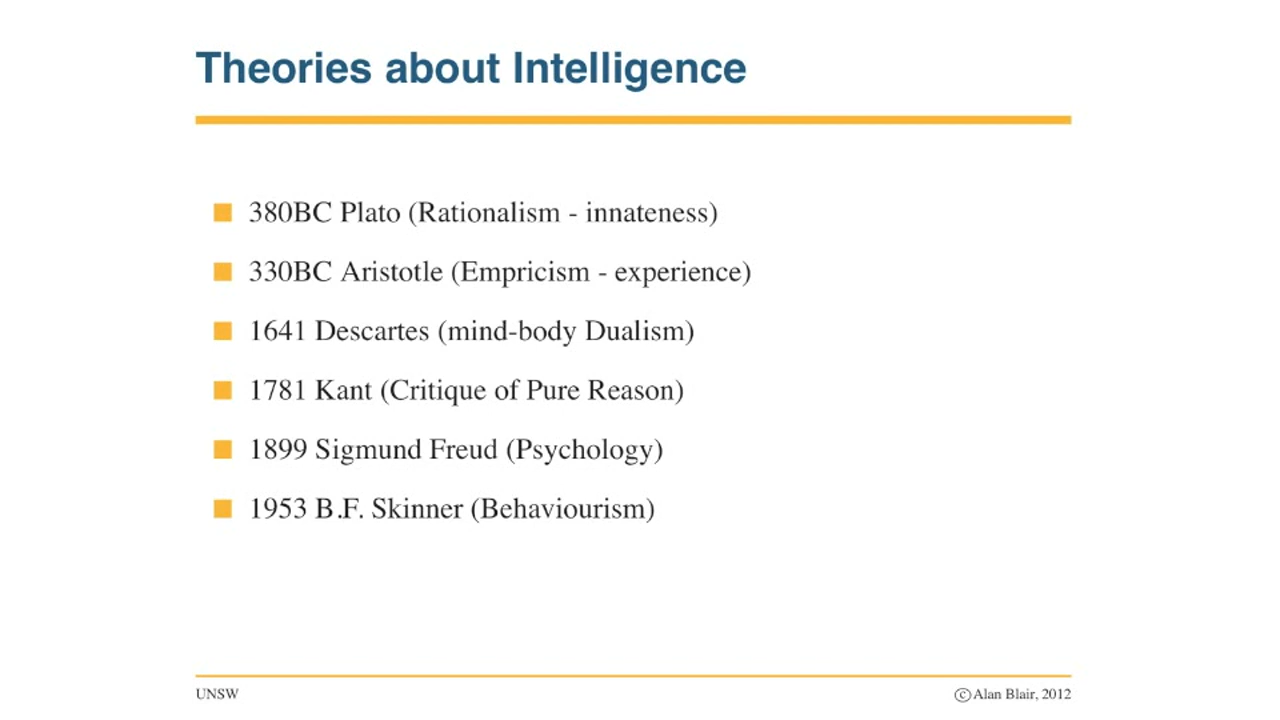 Theories about Intelligence
380BC Plato (Rationalism - innateness)
330BC Aristotle (Empricism - experience)
1641 Descartes (mind-body Dualism)
1781 Kant (Critique of Pure Reason)
1899 Sigmund Freud (Psychology)
1953 B.F. Skinner (Behaviourism)
UNSW
©Alan Blair, 2012